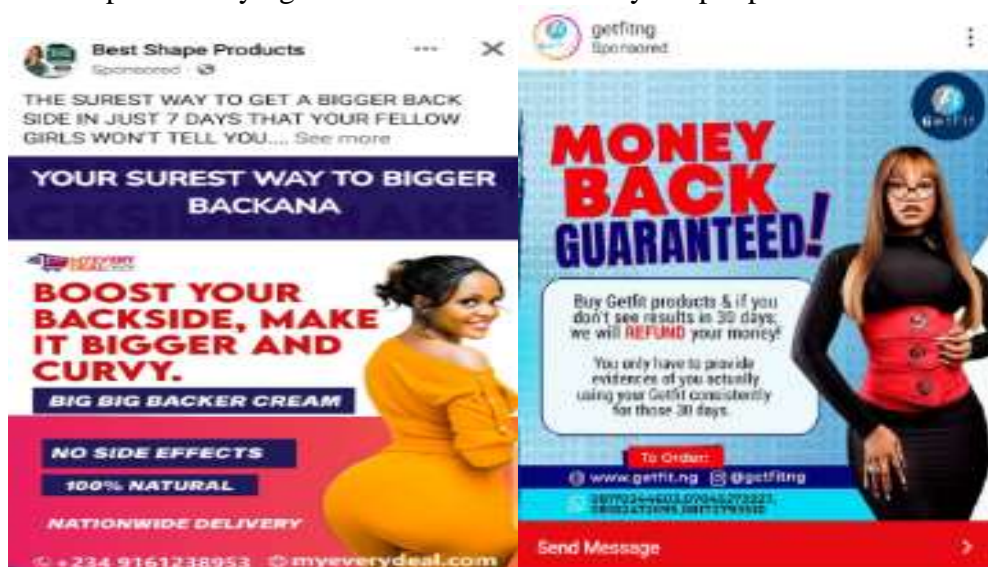 Best Shape Products
Sponsored
THE SUREST WAY TO GET A BIGGER BACK
SIDE IN JUST 7 DAYS THAT YOUR FELLOW
GIRLS WON'T TELL YOU.... See more
YOUR SUREST WAY TO BIGGER
BACKANA
BOOST YOUR
BACKSIDE, MAKE
IT BIGGER AND
CURVY.
BIG BIG BACKER CREAM
NO SIDE EFFECTS
100% NATURAL
NATIONWIDE DELIVERY
+234 9161238953 myeverydeal.com
getfitng
Sponsored
GETFIT
MONEY
BACK
GUARANTEED!
Buy Getfit products & if you
don't see results in 30 days;
we will REFUND your money!
You only have to provide
evidences of you actually
using your Getfit consistently
for those 30 days.
To Order:
www.getfit.ng @getfitng
Send Message